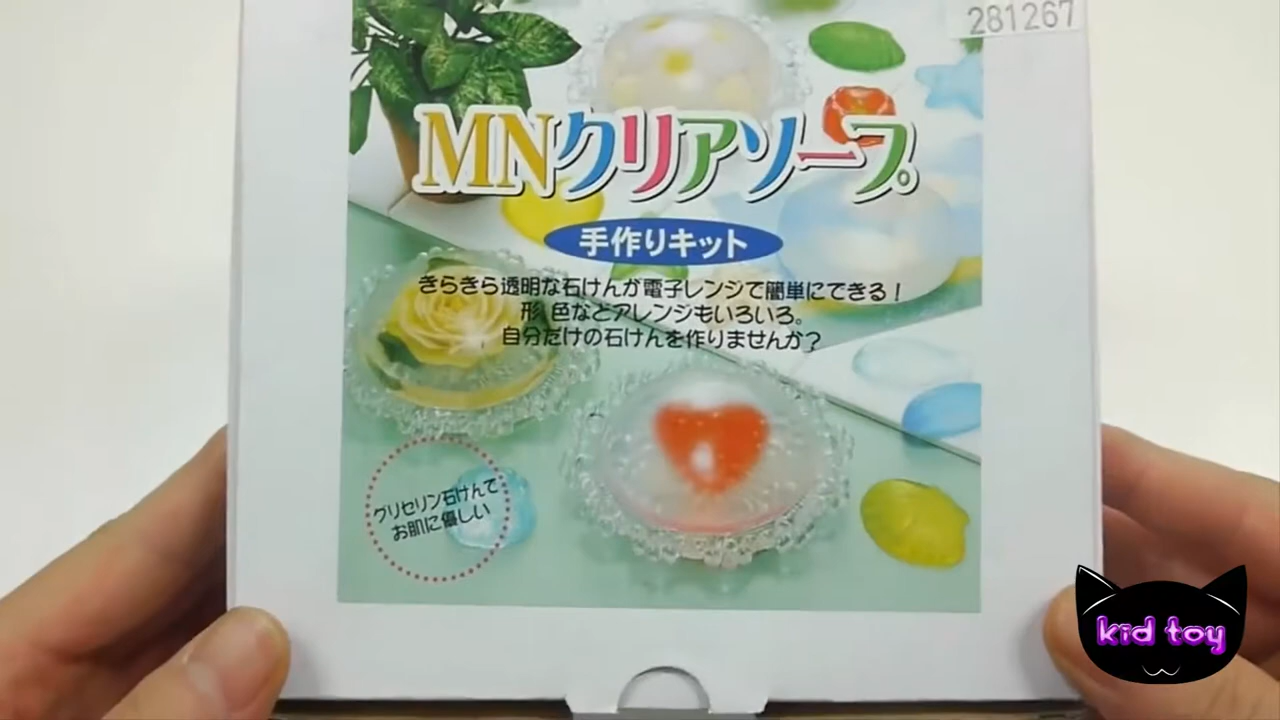 281267
MNクリアソープ
手作りキット
きらきら透明な石けんが電子レンジで簡単にできる!
形 色などアレンジもいろいろ。
自分だけの石けんを作りませんか?
グリセリン石けんで
お肌に優しい
kid toy